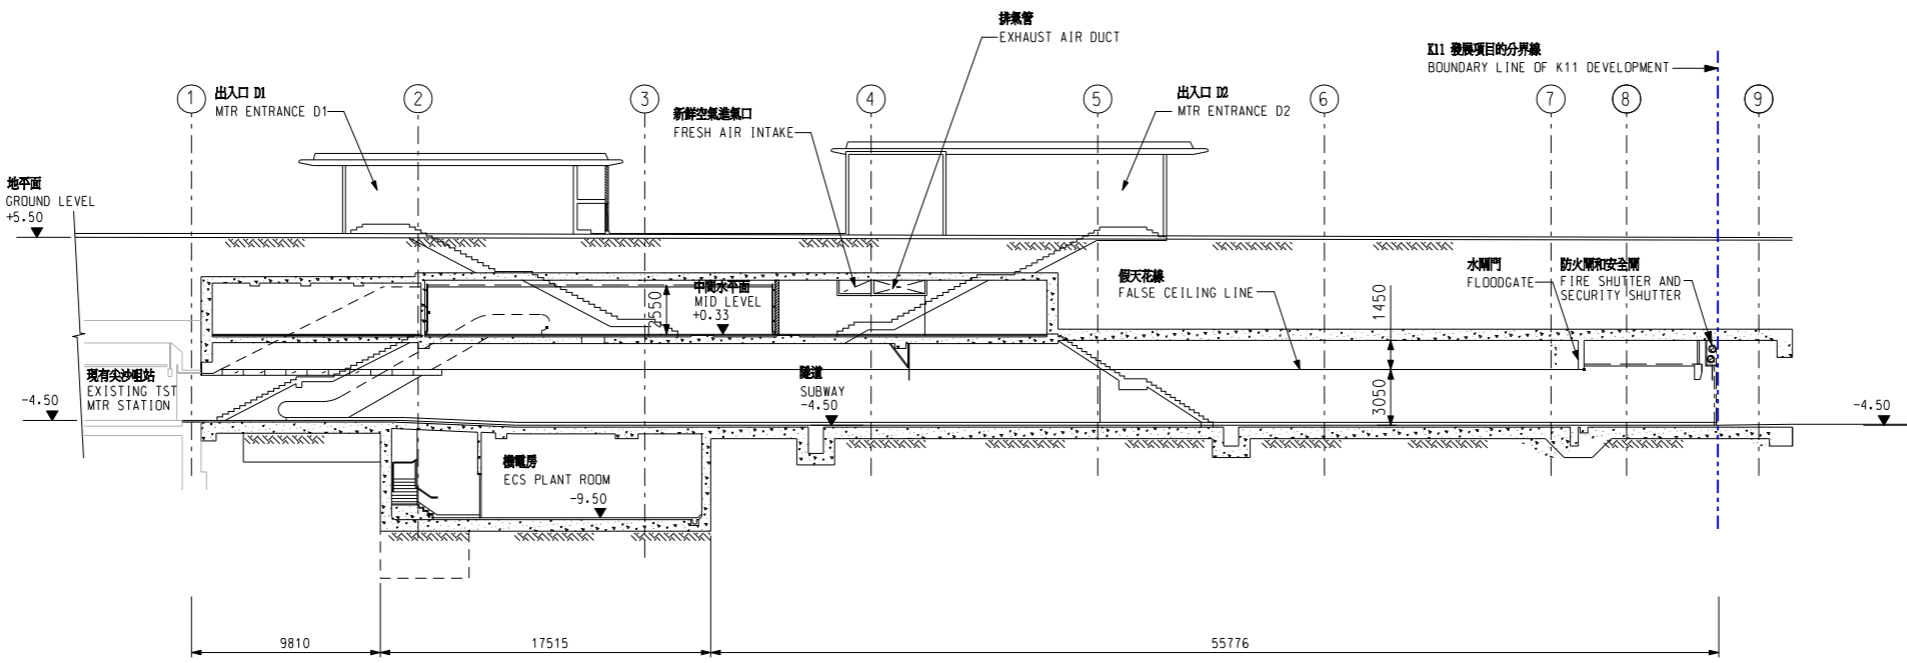 排氣管
EXHAUST AIR DUCT
K11 發展項目的分界線
BOUNDARY LINE OF K11 DEVELOPMENT
1
2
3
4
5
6
7
8
9
出入口 D1
MTR ENTRANCE D1
新鮮空氣進氣口
FRESH AIR INTAKE
出入口 D2
MTR ENTRANCE D2
地平面
GROUND LEVEL
+5.50
中間水平面
MID LEVEL
+0.33
2550
假天花線
FALSE CEILING LINE
1450
水閘門
FLOODGATE
防火閘和安全閘
FIRE SHUTTER AND
SECURITY SHUTTER
現有尖沙咀站
EXISTING TST
MTR STATION
-4.50
隧道
SUBWAY
-4.50
3050
-4.50
機電房
ECS PLANT ROOM
-9.50
9810
17515
55776